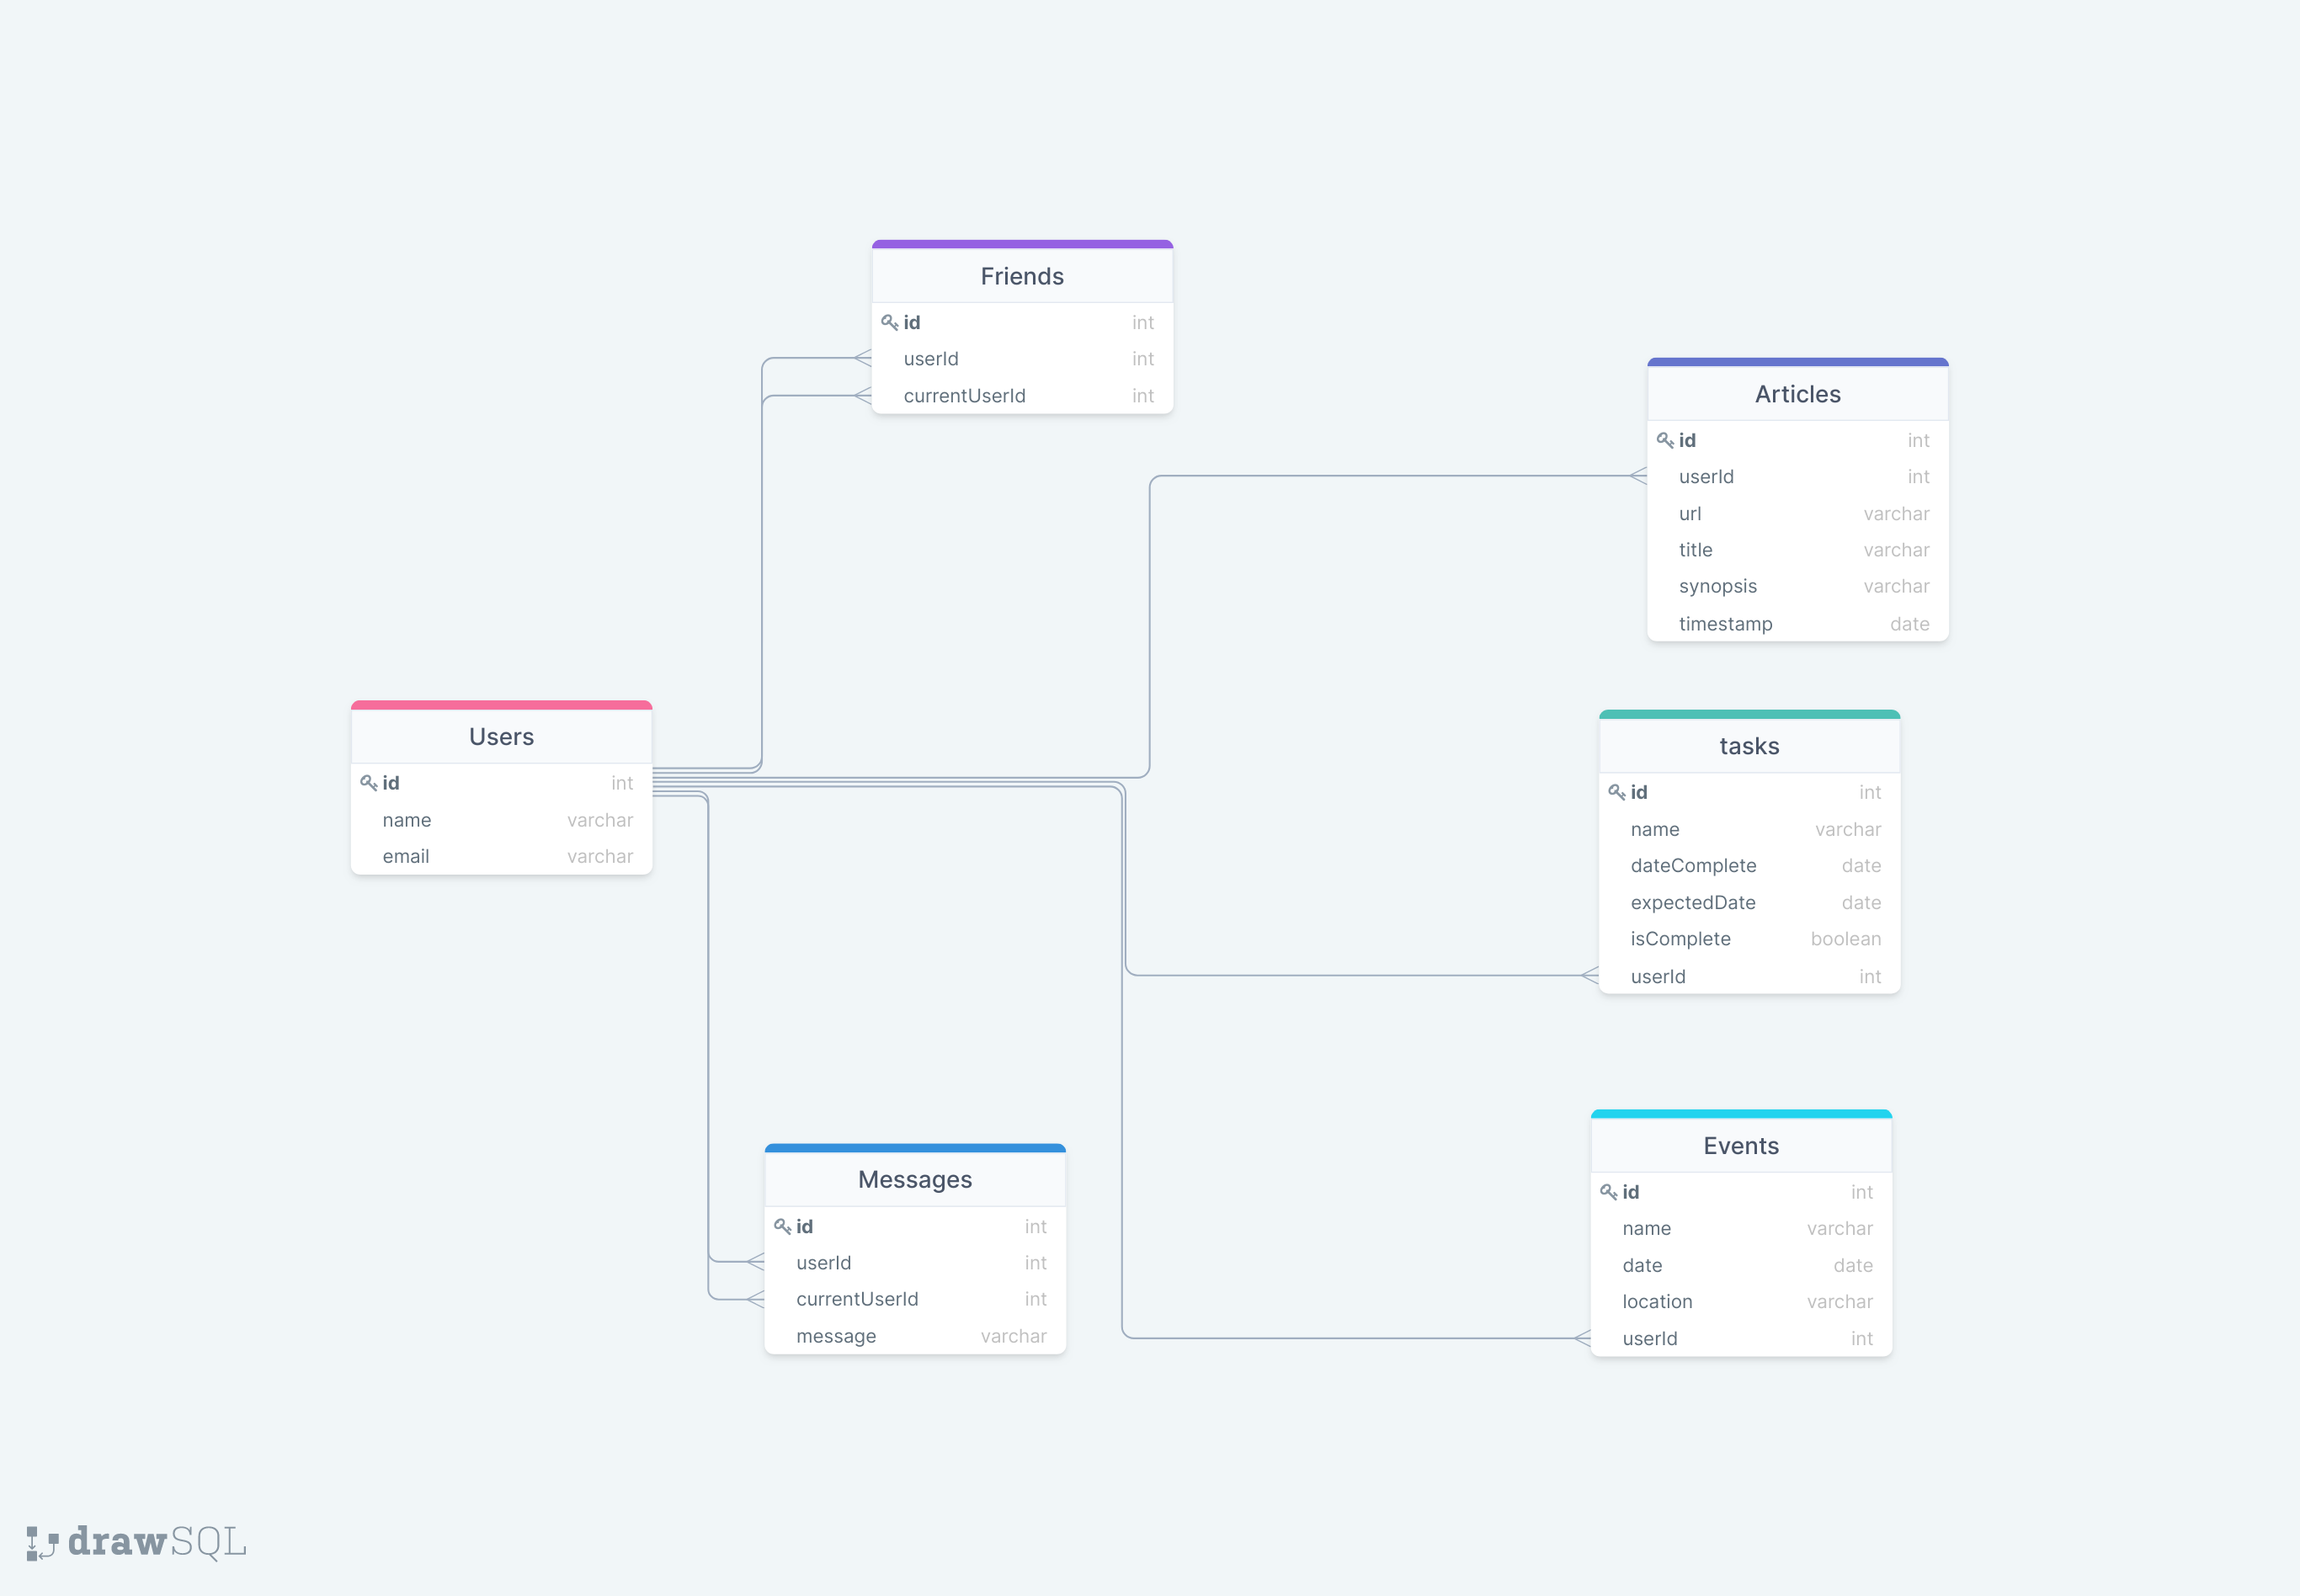 Friends
id int
userId int
currentUserId int
Articles
id int
userId int
url varchar
title varchar
synopsis varchar
timestamp date
Users
id int
name varchar
email varchar
tasks
id int
name varchar
dateComplete date
expectedDate date
isComplete boolean
userId int
Messages
id int
userId int
currentUserId int
message varchar
Events
id int
name varchar
date date
location varchar
userId int
drawSQL